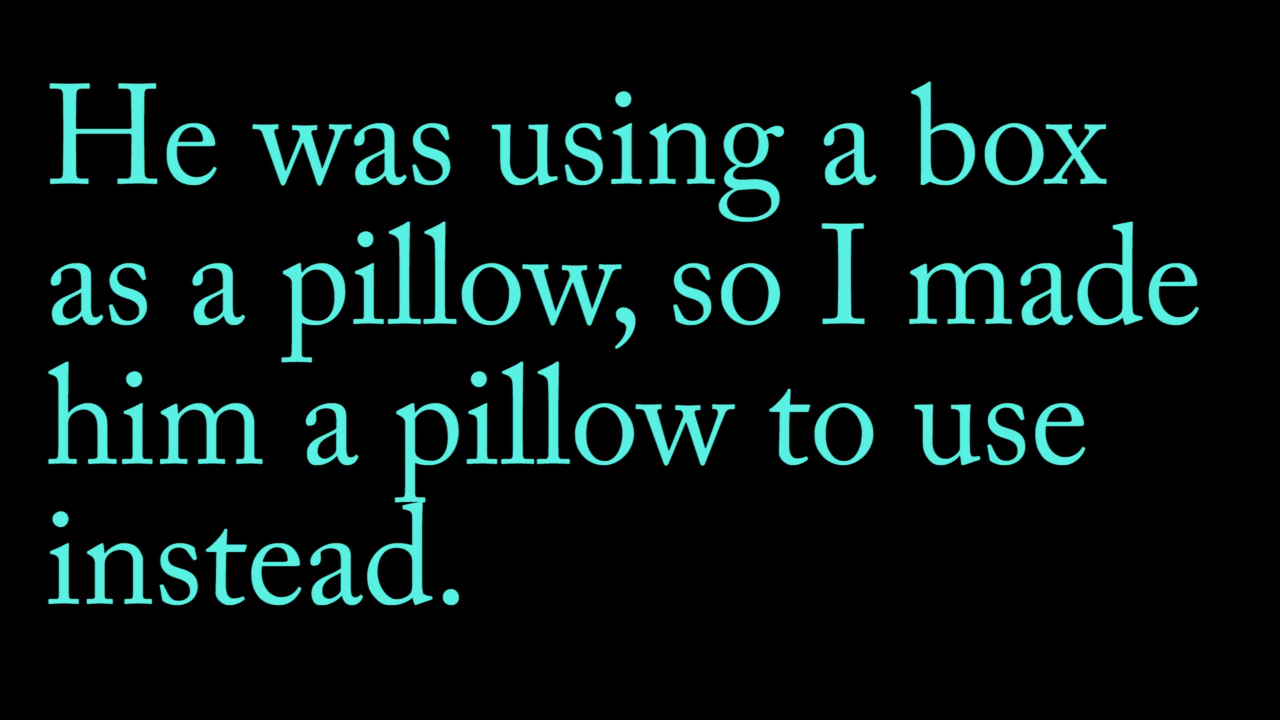 He was using a box
as a pillow, so I made
him a pillow to use
instead.